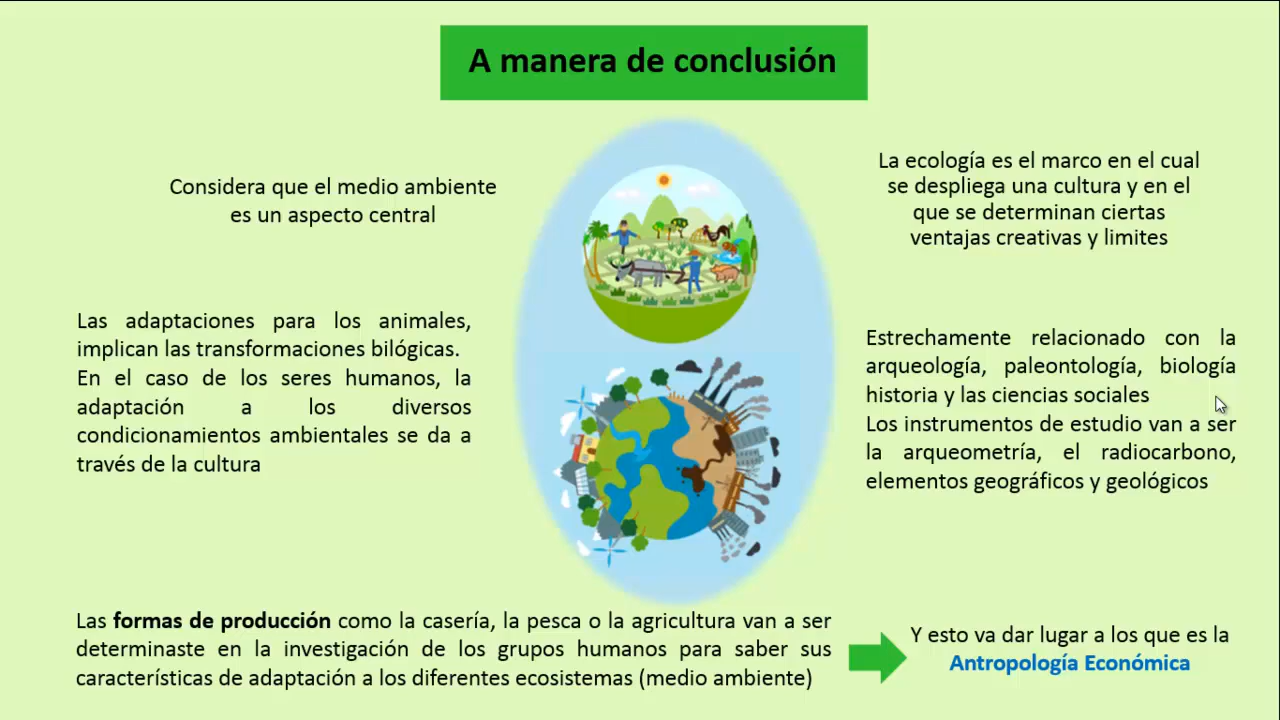 A manera de conclusión
Considera que el medio ambiente
es un aspecto central
La ecología es el marco en el cual
se despliega una cultura y en el
que se determinan ciertas
ventajas creativas y limites
Las adaptaciones para los animales,
implican las transformaciones bilógicas.
En el caso de los seres humanos, la
adaptación a los diversos
condicionamientos ambientales se da a
través de la cultura
Estrechamente relacionado con la
arqueología, paleontología, biología
historia y las ciencias sociales
Los instrumentos de estudio van a ser
la arqueometría, el radiocarbono,
elementos geográficos y geológicos
Las formas de producción como la casería, la pesca o la agricultura van a ser
determinaste en la investigación de los grupos humanos para saber sus
características de adaptación a los diferentes ecosistemas (medio ambiente)
Y esto va dar lugar a los que es la
Antropología Económica